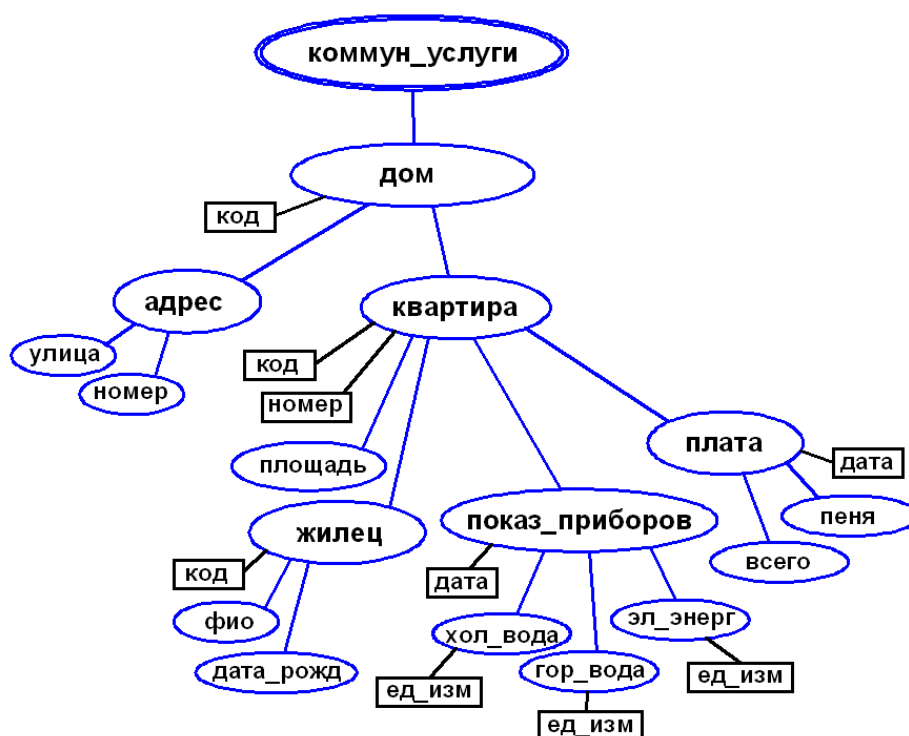 коммун_услуги
дом
код
адрес
квартира
улица
номер
код
номер
площадь
плата
дата
пеня
всего
жилец
код
фио
дата_рожд
показ_приборов
дата
хол_вода
ед_изм
гор_вода
ед_изм
эл_энерг
ед_изм